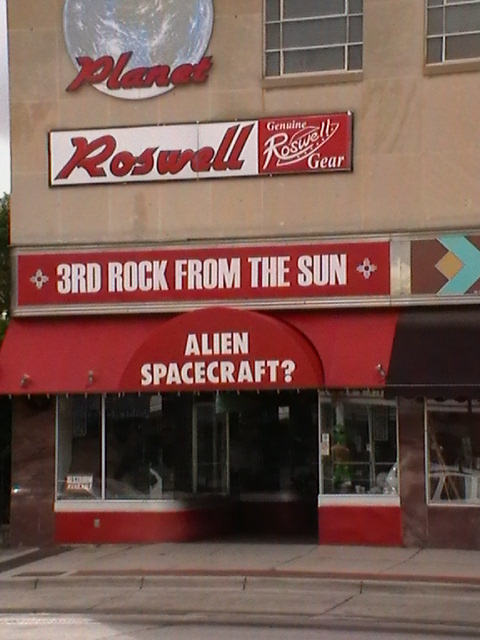 Planet
Roswell
Genuine
Roswell
Gear
3RD ROCK FROM THE SUN
ALIEN
SPACECRAFT?